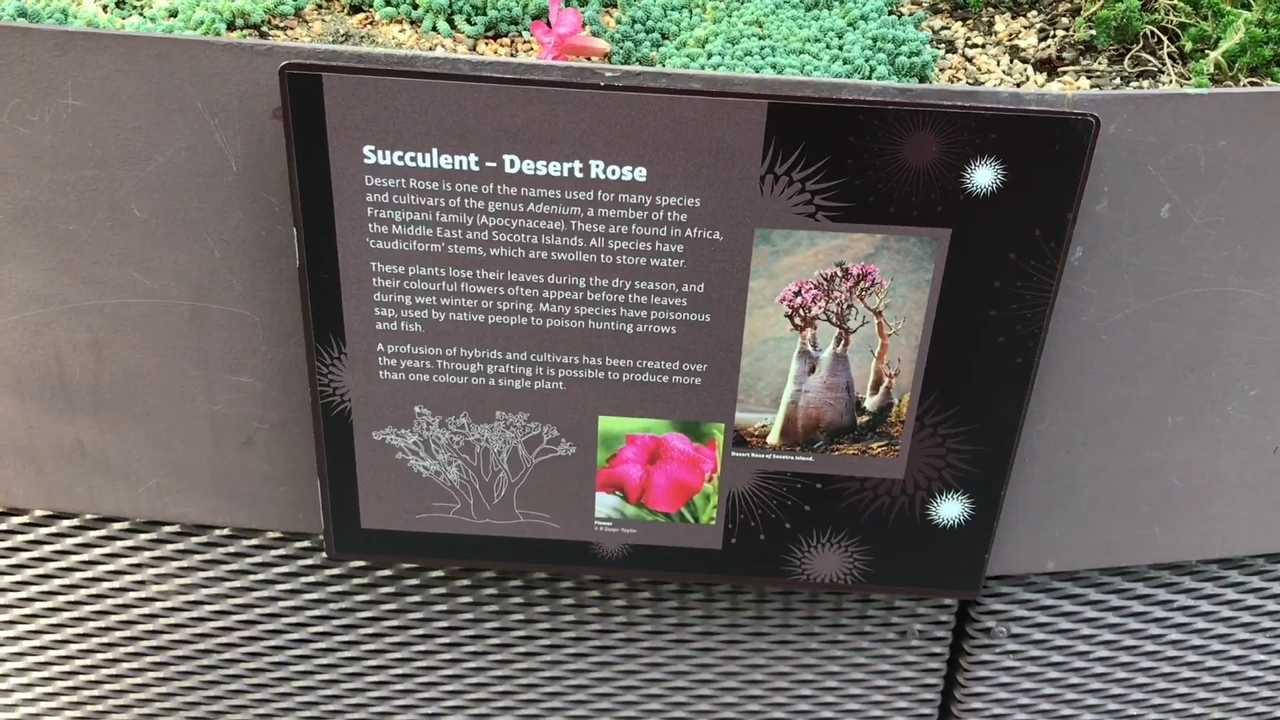 Succulent – Desert Rose
Desert Rose is one of the names used for many species
and cultivars of the genus Adenium, a member of the
Frangipani family (Apocynaceae). These are found in Africa,
the Middle East and Socotra Islands. All species have
'caudiciform' stems, which are swollen to store water.
These plants lose their leaves during the dry season, and
their colourful flowers often appear before the leaves
during wet winter or spring. Many species have poisonous
sap, used by native people to poison hunting arrows
and fish.
A profusion of hybrids and cultivars has been created over
the years. Through grafting it is possible to produce more
than one colour on a single plant.
Desert Rose of Socotra Island.
Flower